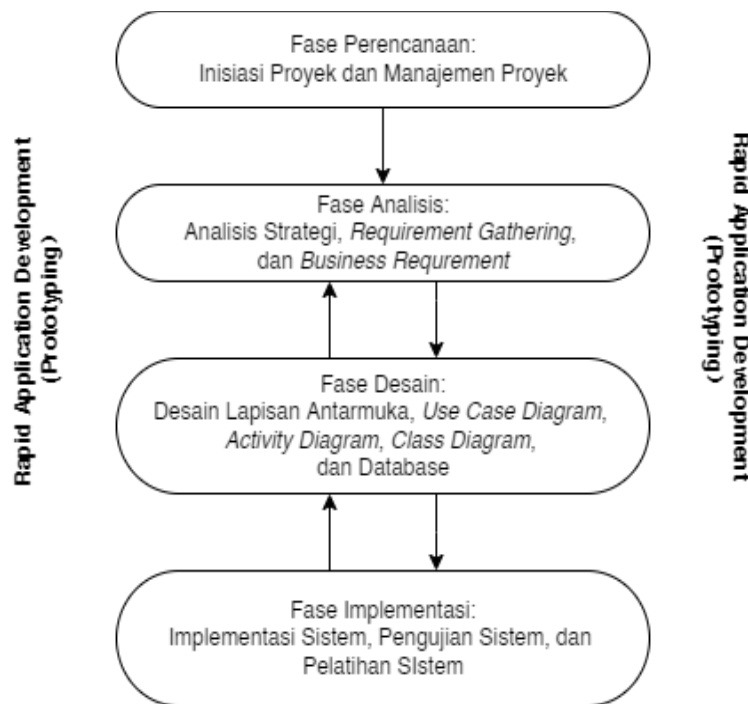 Fase Perencanaan:
Inisiasi Proyek dan Manajemen Proyek
Rapid Application Development
(Prototyping)
Rapid Application Development
(Prototyping)
Fase Analisis:
Analisis Strategi, Requirement Gathering,
dan Business Requrement
Fase Desain:
Desain Lapisan Antarmuka, Use Case Diagram,
Activity Diagram, Class Diagram,
dan Database
Fase Implementasi:
Implementasi Sistem, Pengujian Sistem, dan
Pelatihan SIstem